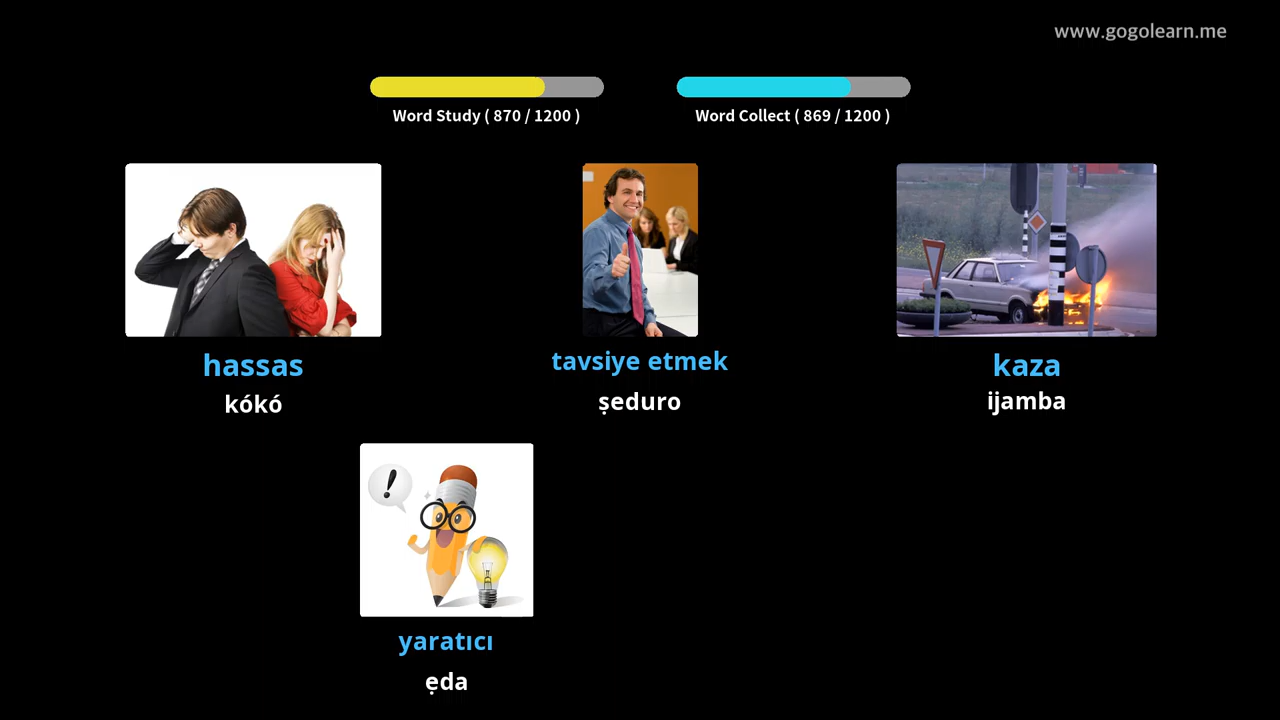 www.gogolearn.me
Word Study ( 870 / 1200 )
Word Collect ( 869 / 1200 )
hassas
kókó
tavsiye etmek
ṣeduro
kaza
ijamba
yaratıcı
ẹda